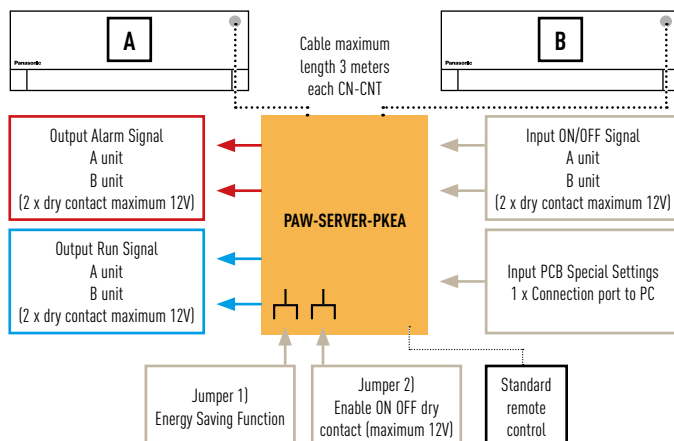 A
B
Panasonic
Panasonic
Cable maximum
length 3 meters
each CN-CNT
Output Alarm Signal
A unit
B unit
(2 x dry contact maximum 12V)
Input ON/OFF Signal
A unit
B unit
(2 x dry contact maximum 12V)
PAW-SERVER-PKEA
Output Run Signal
A unit
B unit
(2 x dry contact maximum 12V)
Input PCB Special Settings
1 x Connection port to PC
Jumper 1)
Energy Saving Function
Jumper 2)
Enable ON OFF dry
contact (maximum 12V)
Standard
remote
control